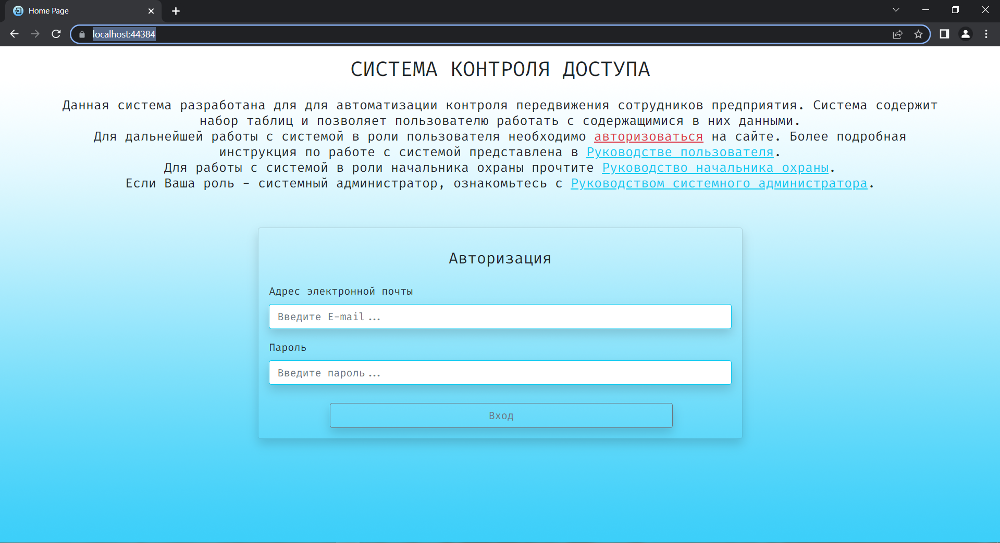 Home Page
localhost:44384
СИСТЕМА КОНТРОЛЯ ДОСТУПА
Данная система разработана для для автоматизации контроля передвижения сотрудников предприятия. Система содержит
набор таблиц и позволяет пользователю работать с содержащимися в них данными.
Для дальнейшей работы с системой в роли пользователя необходимо авторизоваться на сайте. Более подробная
инструкция по работе с системой представлена в Руководстве пользователя.
Для работы с системой в роли начальника охраны прочтите Руководство начальника охраны.
Если Ваша роль - системный администратор, ознакомьтесь с Руководством системного администратора.
Авторизация
Адрес электронной почты
Введите E-mail...
Пароль
Введите пароль...
Вход